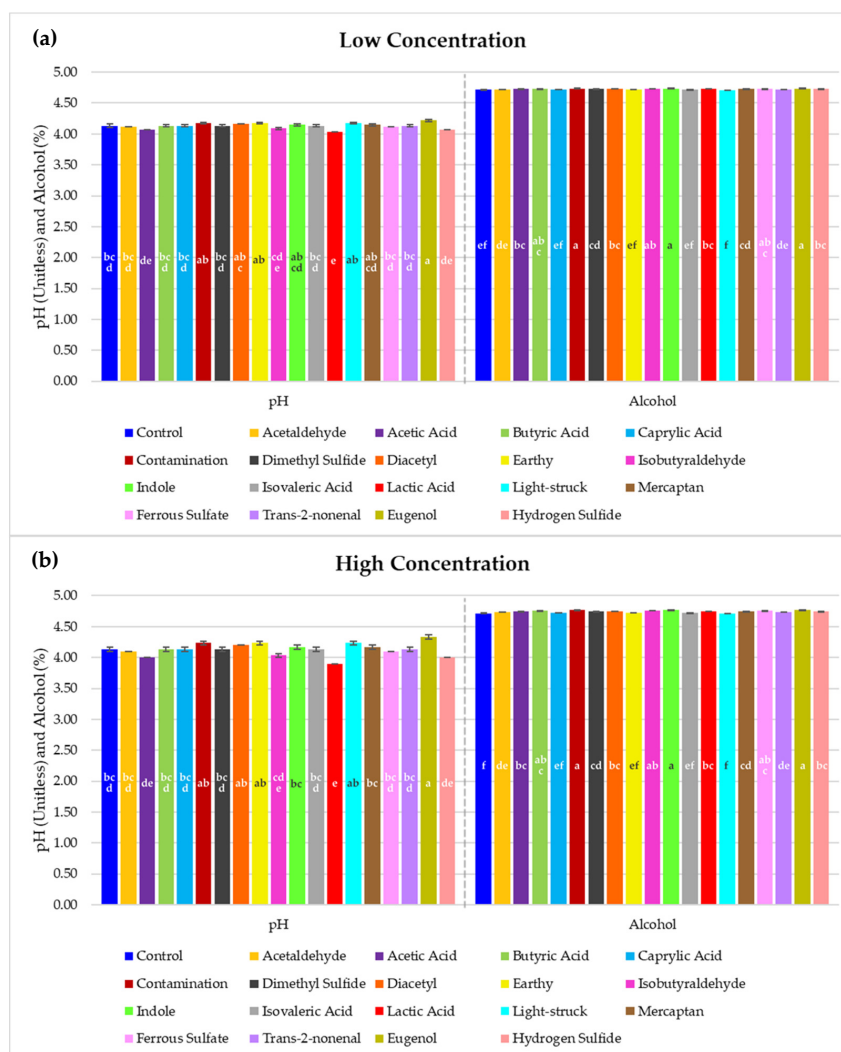 (a)
Low Concentration
pH (Unitless) and Alcohol (%)
5.00
4.50
4.00
3.50
3.00
2.50
2.00
1.50
1.00
0.50
0.00
bc d bc d de bc d bc d ab bc d ab c ab cd e ab cd bc d e ab ab cd bc d bc d a de
ef de bc ab c ef a cd bc ef ab a ef bc f cd ab c de a bc
pH Alcohol
Control Acetaldehyde Acetic Acid Butyric Acid Caprylic Acid
Contamination Dimethyl Sulfide Diacetyl Earthy Isobutyraldehyde
Indole Isovaleric Acid Lactic Acid Light-struck Mercaptan
Ferrous Sulfate Trans-2-nonenal Eugenol Hydrogen Sulfide
(b)
High Concentration
pH (Unitless) and Alcohol (%)
5.00
4.50
4.00
3.50
3.00
2.50
2.00
1.50
1.00
0.50
0.00
bc d bc d de bc d bc d ab bc d ab ab cd e bc bc d e ab bc bc d bc d a de
f de bc ab c ef a cd bc ef ab a ef bc f cd ab c de a bc
pH Alcohol
Control Acetaldehyde Acetic Acid Butyric Acid Caprylic Acid
Contamination Dimethyl Sulfide Diacetyl Earthy Isobutyraldehyde
Indole Isovaleric Acid Lactic Acid Light-struck Mercaptan
Ferrous Sulfate Trans-2-nonenal Eugenol Hydrogen Sulfide